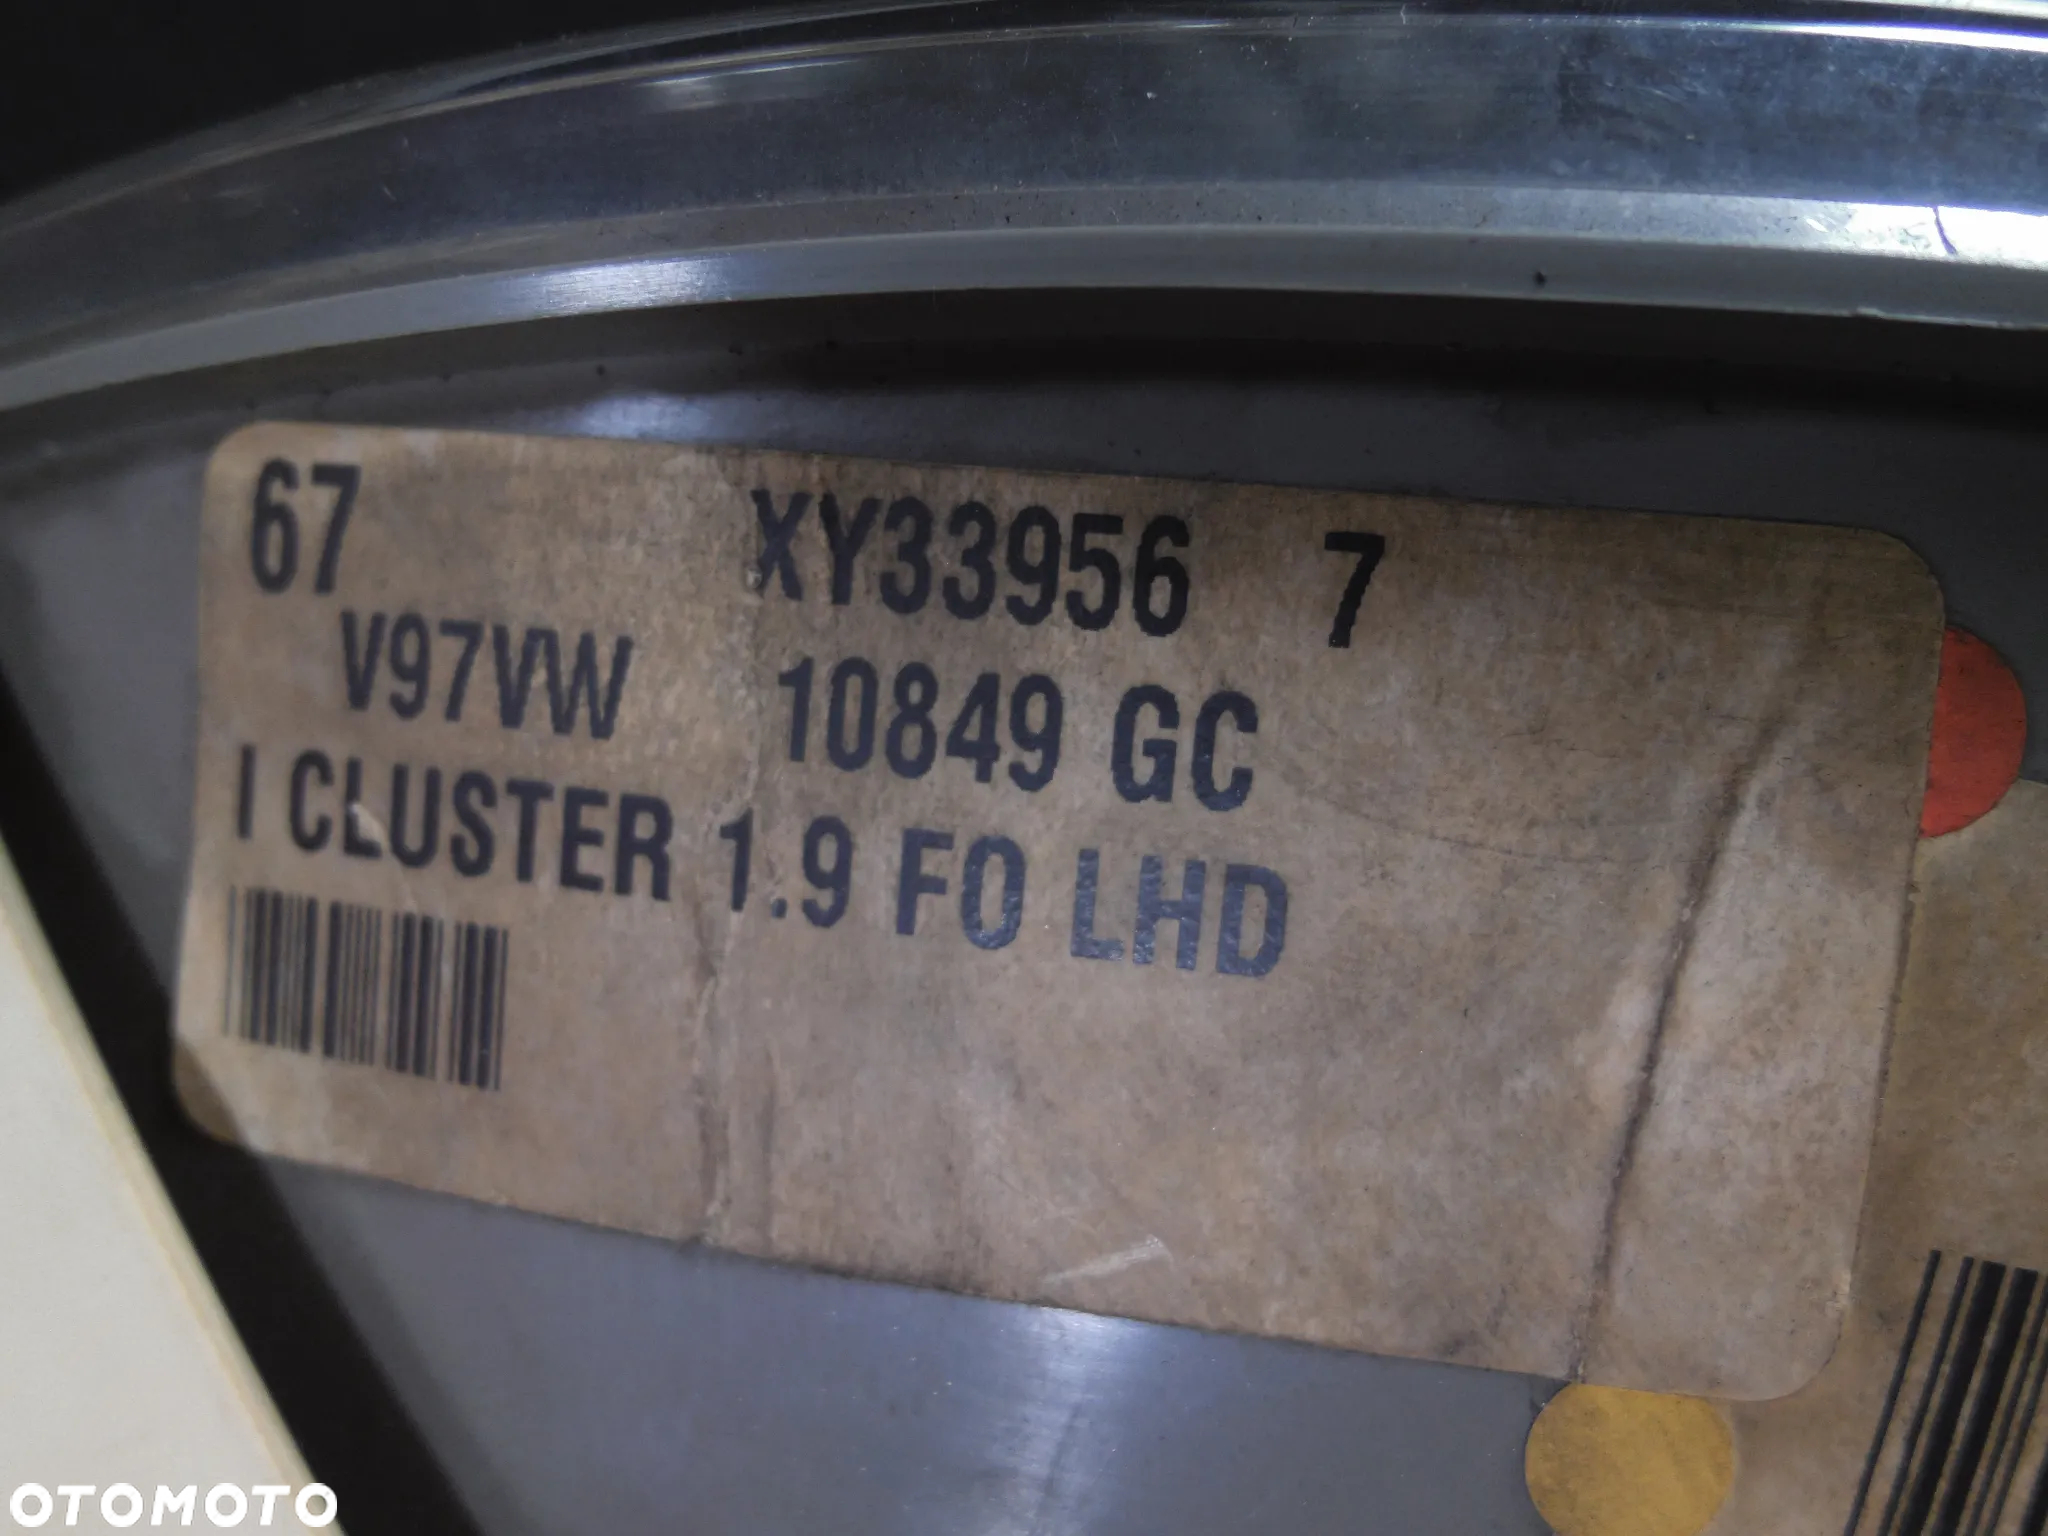 67 XY33956 7
V97VW 10849 GC
I CLUSTER 1.9 FO LHD
OTOMOTO